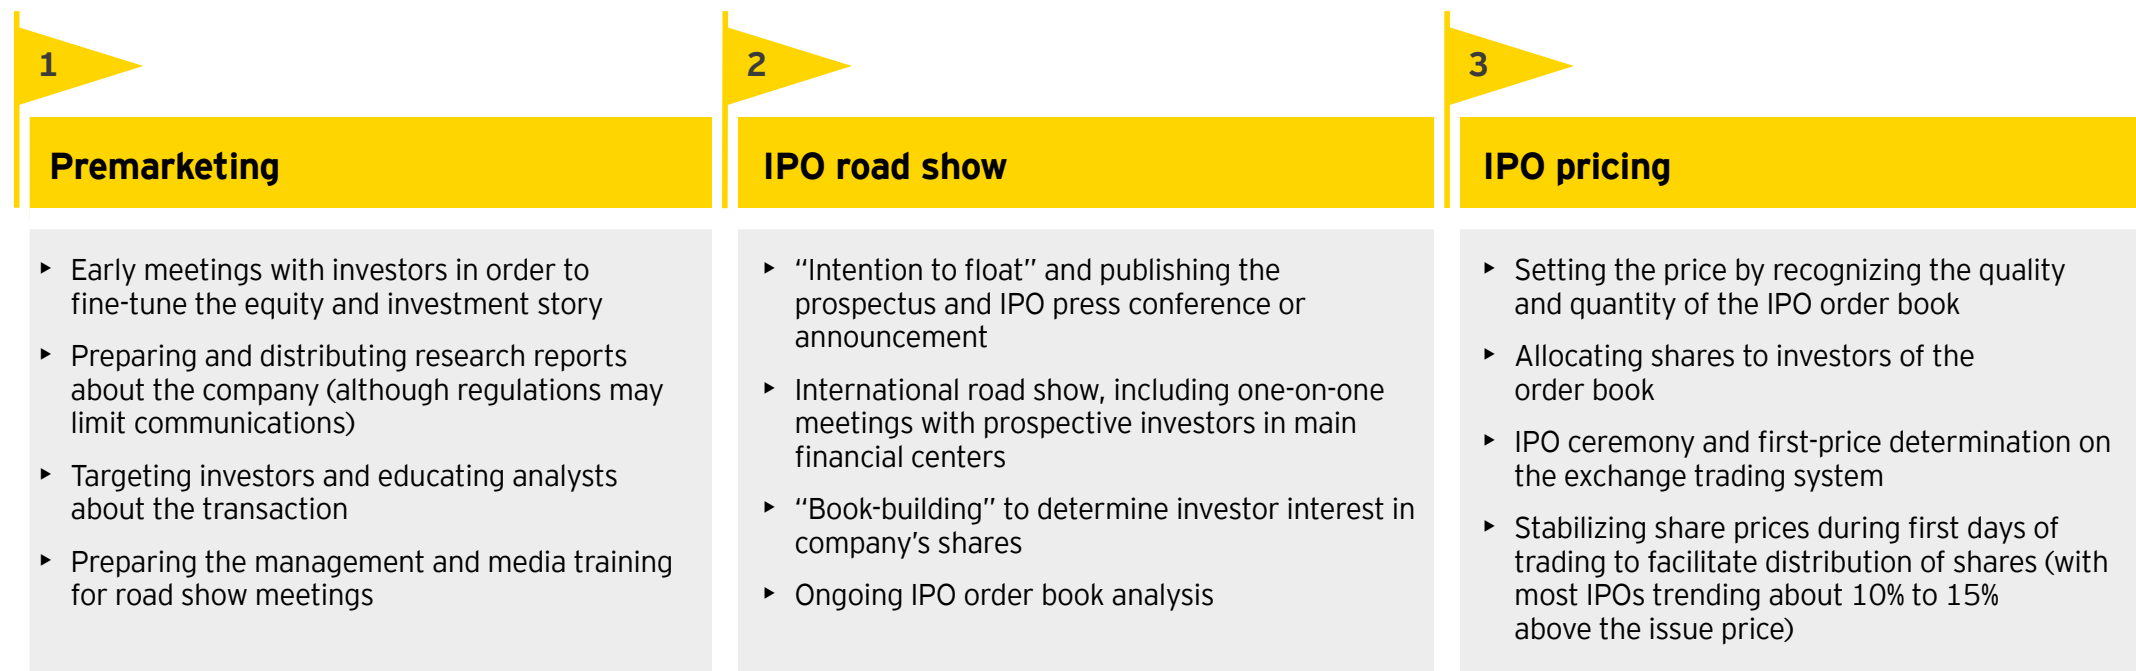 1
Premarketing
‣ Early meetings with investors in order to
fine-tune the equity and investment story
‣ Preparing and distributing research reports
about the company (although regulations may
limit communications)
‣ Targeting investors and educating analysts
about the transaction
‣ Preparing the management and media training
for road show meetings
2
IPO road show
‣ “Intention to float” and publishing the
prospectus and IPO press conference or
announcement
‣ International road show, including one-on-one
meetings with prospective investors in main
financial centers
‣ “Book-building” to determine investor interest in
company’s shares
‣ Ongoing IPO order book analysis
3
IPO pricing
‣ Setting the price by recognizing the quality
and quantity of the IPO order book
‣ Allocating shares to investors of the
order book
‣ IPO ceremony and first-price determination on
the exchange trading system
‣ Stabilizing share prices during first days of
trading to facilitate distribution of shares (with
most IPOs trending about 10% to 15%
above the issue price)